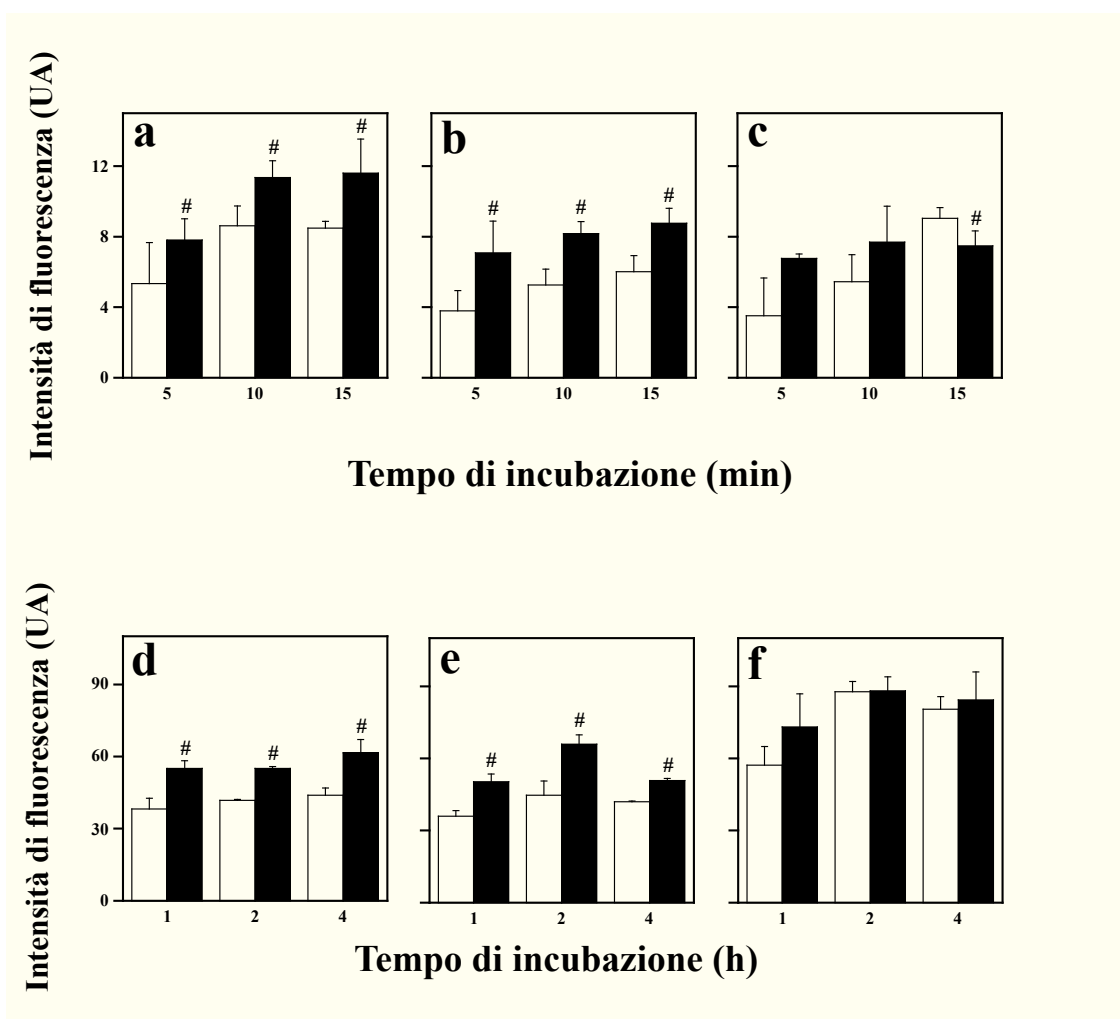 Intensità di fluorescenza (UA)
a
b
c
# # #
# # #
#
12
8
4
0
5 10 15
5 10 15
5 10 15
Tempo di incubazione (min)
Intensità di fluorescenza (UA)
d
e
f
# # #
# # #
90
60
30
0
1 2 4
1 2 4
1 2 4
Tempo di incubazione (h)